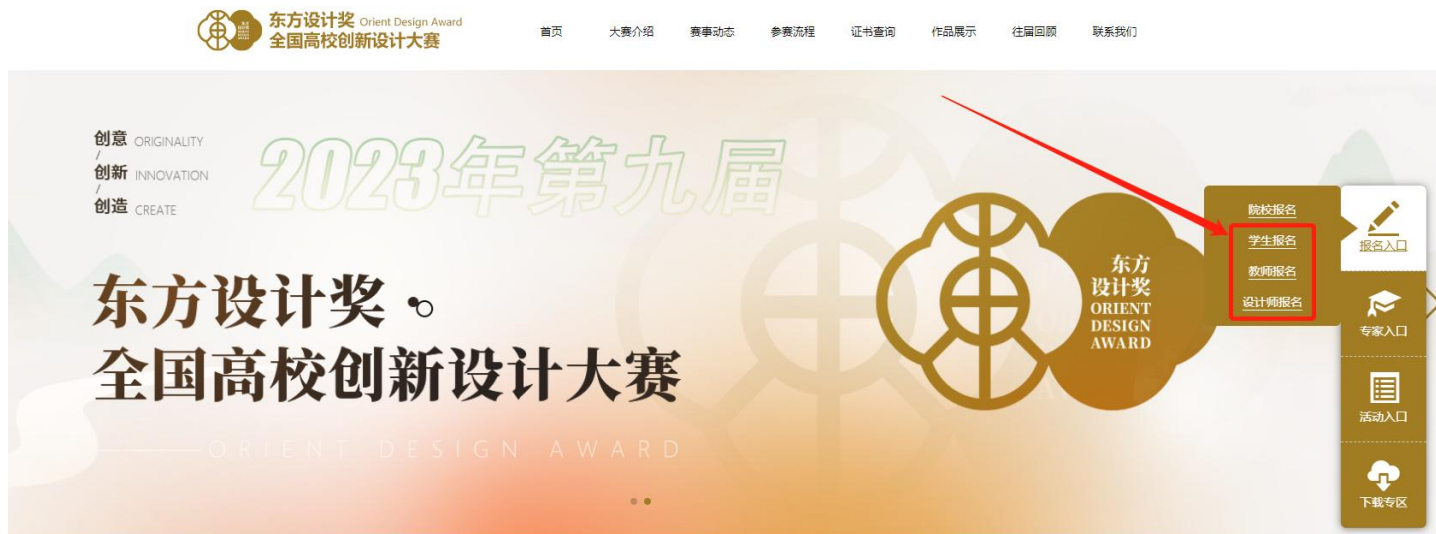 东方设计奖 Orient Design Award
全国高校创新设计大赛
首页 大赛介绍 赛事动态 参赛流程 证书查询 作品展示 往届回顾 联系我们
创意 ORIGINALITY
/
创新 INNOVATION
/
创造 CREATE
2023年第九届
东方设计奖
全国高校创新设计大赛
ORIENT DESIGN AWARD
东方
设计奖
ORIENT
DESIGN
AWARD
院校报名
学生报名
教师报名
设计师报名
报名入口
专家入口
活动入口
下载专区